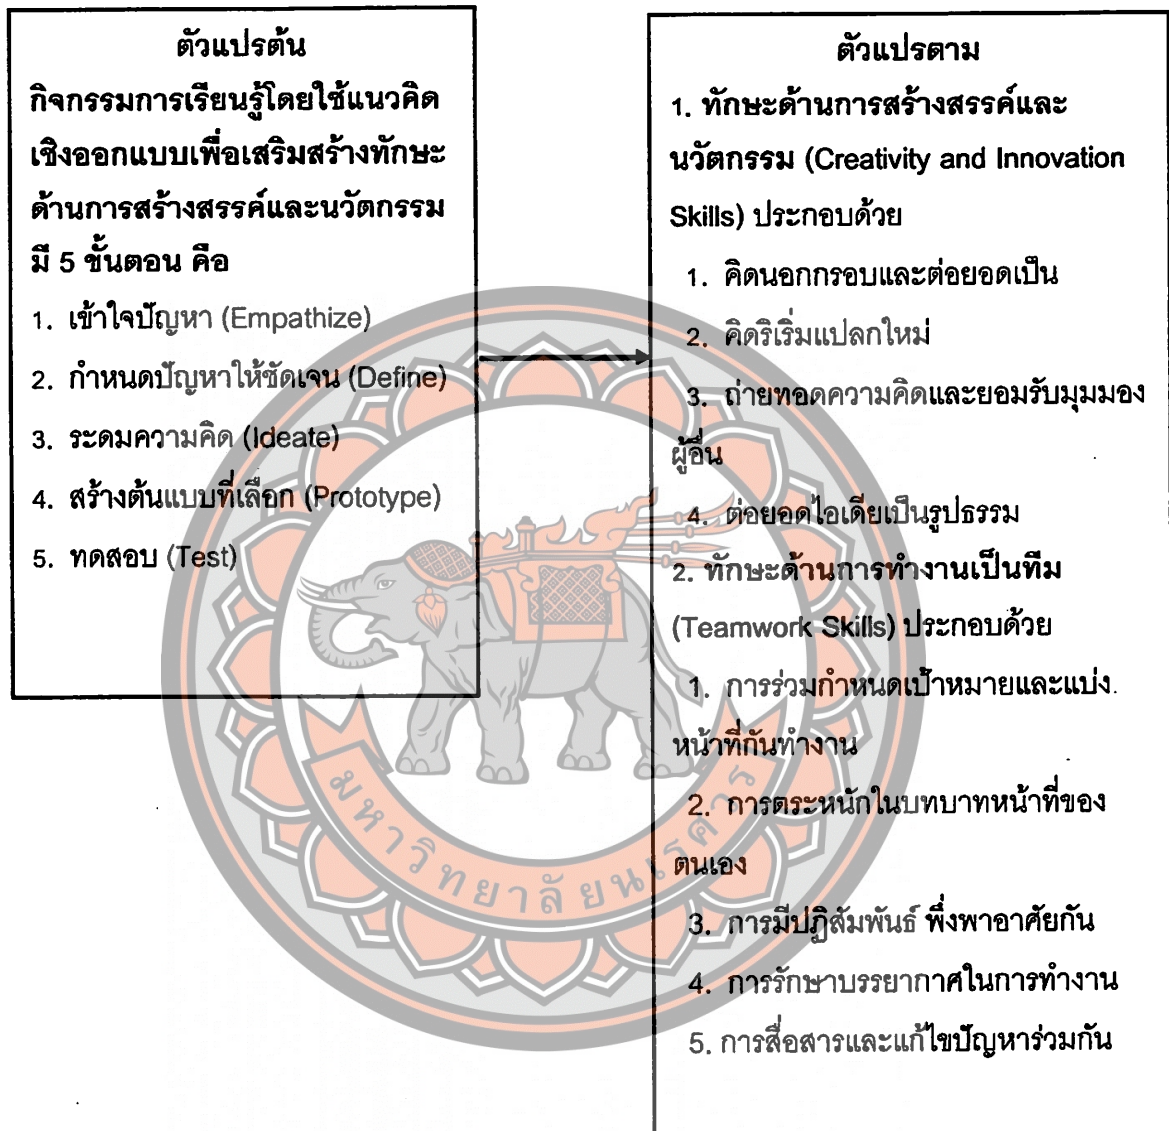 ตัวแปรต้น
กิจกรรมการเรียนรู้โดยใช้แนวคิด
เชิงออกแบบเพื่อเสริมสร้างทักษะ
ด้านการสร้างสรรค์และนวัตกรรม
มี 5 ขั้นตอน คือ
1. เข้าใจปัญหา (Empathize)
2. กำหนดปัญหาให้ชัดเจน (Define)
3. ระดมความคิด (Ideate)
4. สร้างต้นแบบที่เลือก (Prototype)
5. ทดสอบ (Test)
ตัวแปรตาม
1. ทักษะด้านการสร้างสรรค์และ
นวัตกรรม (Creativity and Innovation
Skills) ประกอบด้วย
1. คิดนอกกรอบและต่อยอดเป็น
2. คิดริเริ่มแปลกใหม่
3. ถ่ายทอดความคิดและยอมรับมุมมอง
ผู้อื่น
4. ต่อยอดไอเดียเป็นรูปธรรม
2. ทักษะด้านการทำงานเป็นทีม
(Teamwork Skills) ประกอบด้วย
1. การร่วมกำหนดเป้าหมายและแบ่ง
หน้าที่กันทำงาน
2. การตระหนักในบทบาทหน้าที่ของ
ตนเอง
3. การมีปฏิสัมพันธ์ พึ่งพาอาศัยกัน
4. การรักษาบรรยากาศในการทำงาน
5. การสื่อสารและแก้ไขปัญหาร่วมกัน
มหาวิทยาลัยนเรศวร